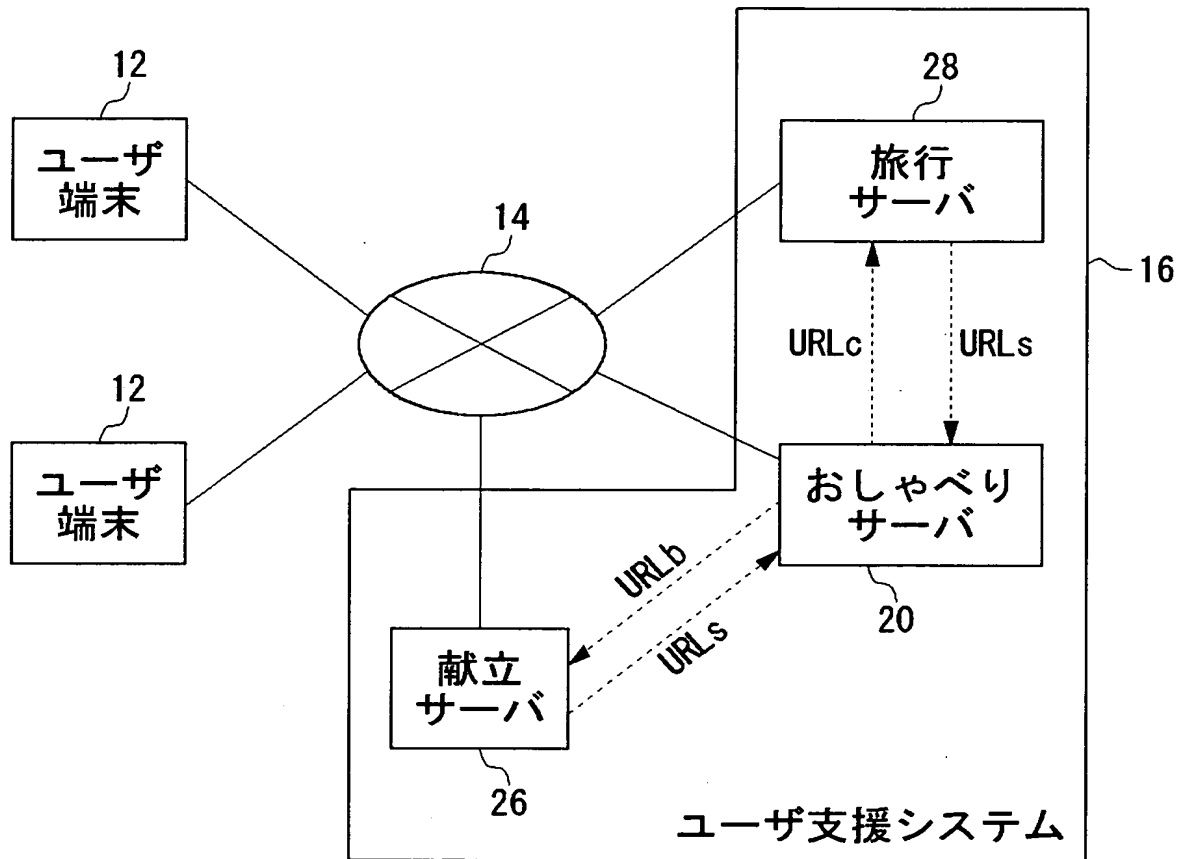 12
ユーザ
端末
28
旅行
サーバ
14
16
URLc
URLs
12
ユーザ
端末
おしゃべり
サーバ
20
URLb
URLs
献立
サーバ
26
ユーザ支援システム